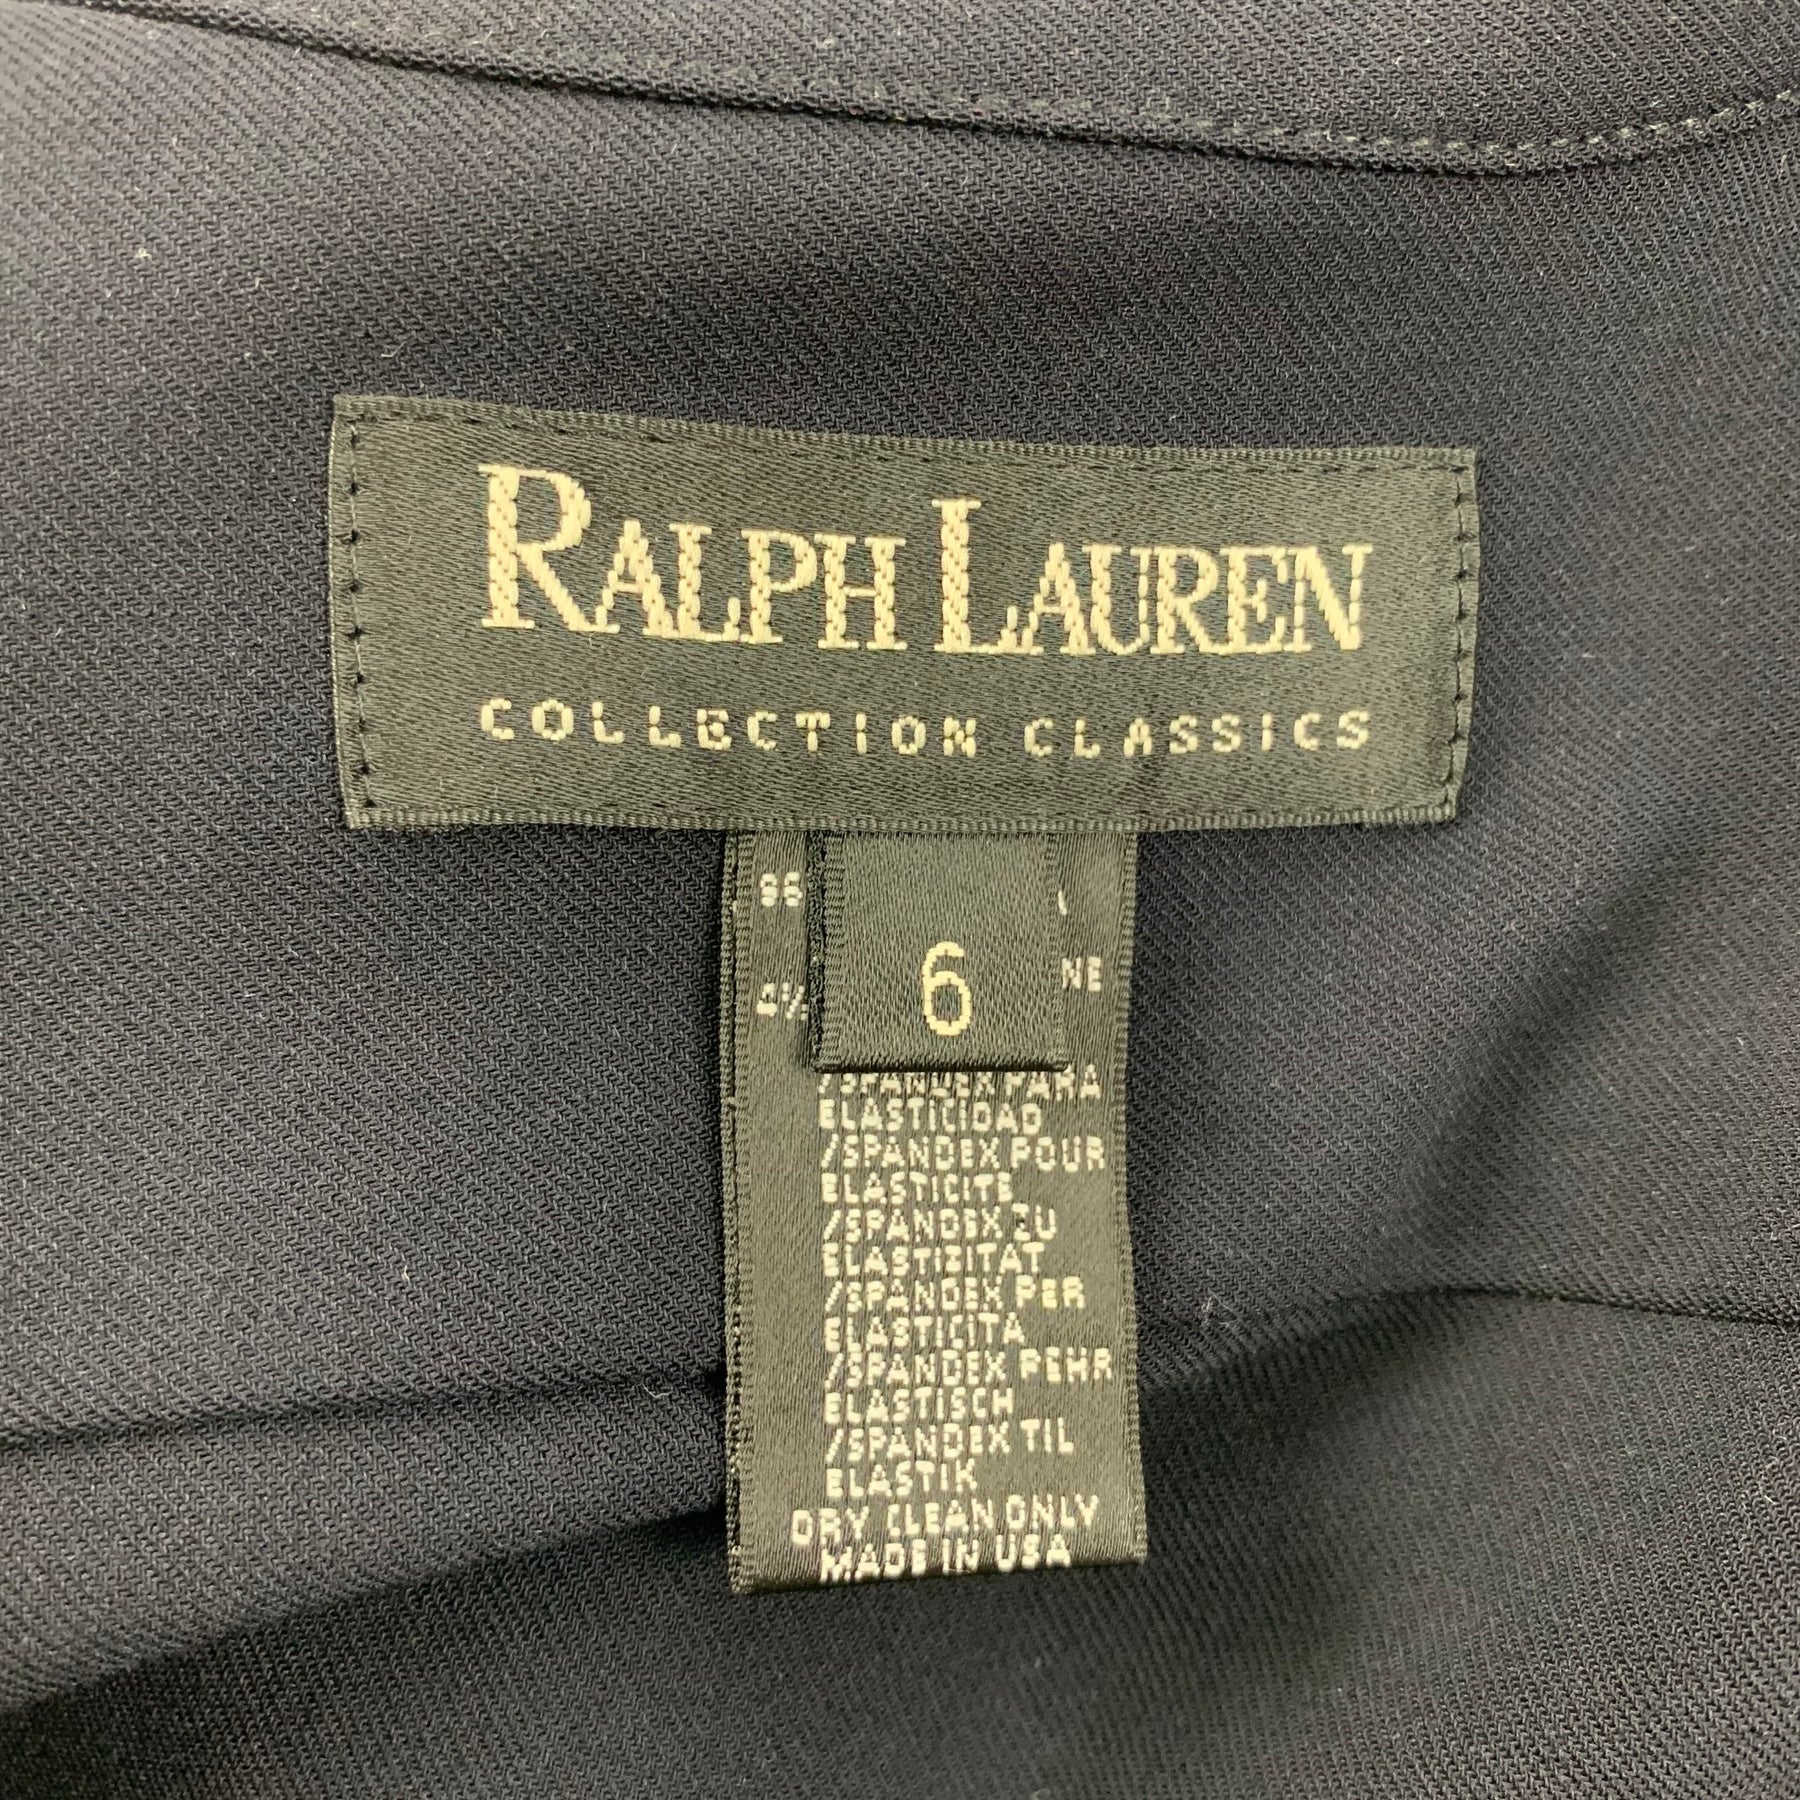 RALPH LAUREN
COLLECTION CLASSICS
6
NE
/SPANDEX PARA
ELASTICIDAD
/SPANDEX POUR
ELASTICITE
/SPANDEX ZU
ELASTIZITAT
/SPANDEX PER
ELASTICITA
/SPANDEX PEHR
ELASTISCH
/SPANDEX TIL
ELASTIK
DRY CLEAN ONLY
MADE IN USA